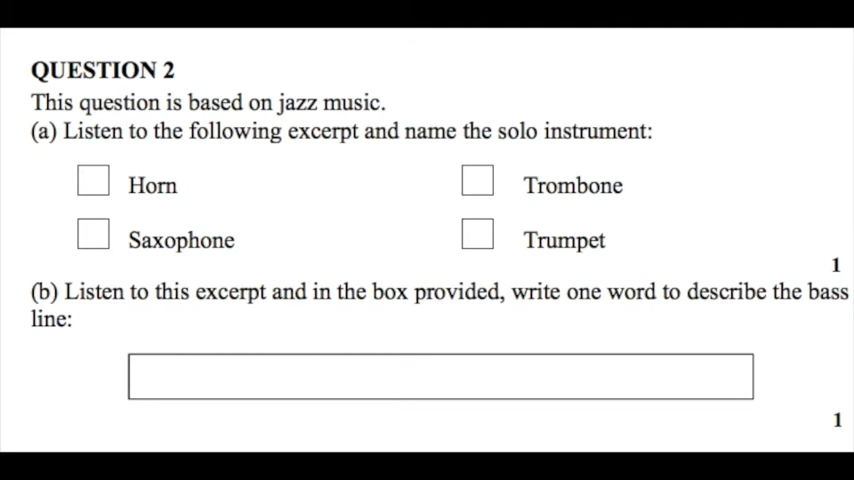 QUESTION 2
This question is based on jazz music.
(a) Listen to the following excerpt and name the solo instrument:
Horn
Trombone
Saxophone
Trumpet
1
(b) Listen to this excerpt and in the box provided, write one word to describe the bass
line:
1